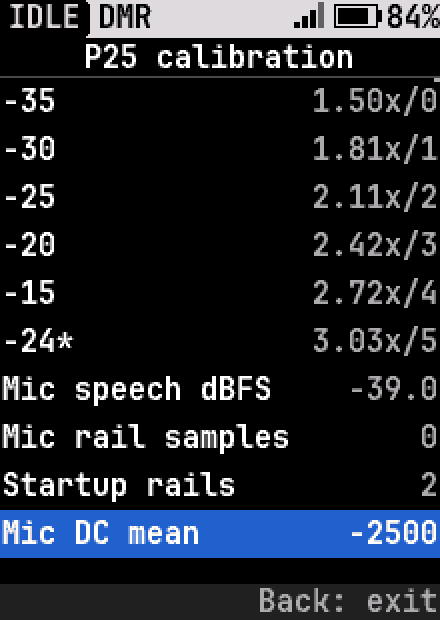 IDLE DMR 84%
P25 calibration
-35 1.50x/0
-30 1.81x/1
-25 2.11x/2
-20 2.42x/3
-15 2.72x/4
-24* 3.03x/5
Mic speech dBFS -39.0
Mic rail samples 0
Startup rails 2
Mic DC mean -2500
Back: exit